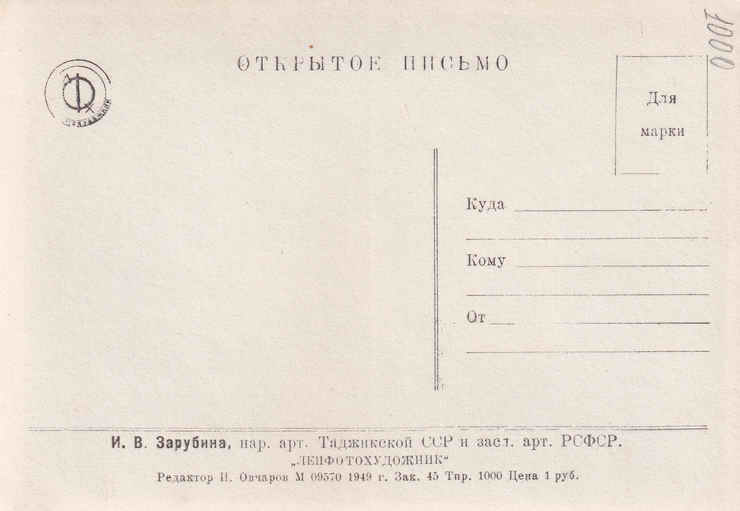 1000
ОТКРЫТОЕ ПИСЬМО
Для
марки
Куда
Кому
От
И. В. Зарубина, нар. арт. Таджикской ССР и засл. арт. РСФСР.
„ЛЕНФОТОХУДОЖНИК“
Редактор Н. Овчаров М 09570 1949 г. Зак. 45 Тир. 1000 Цена 1 руб.